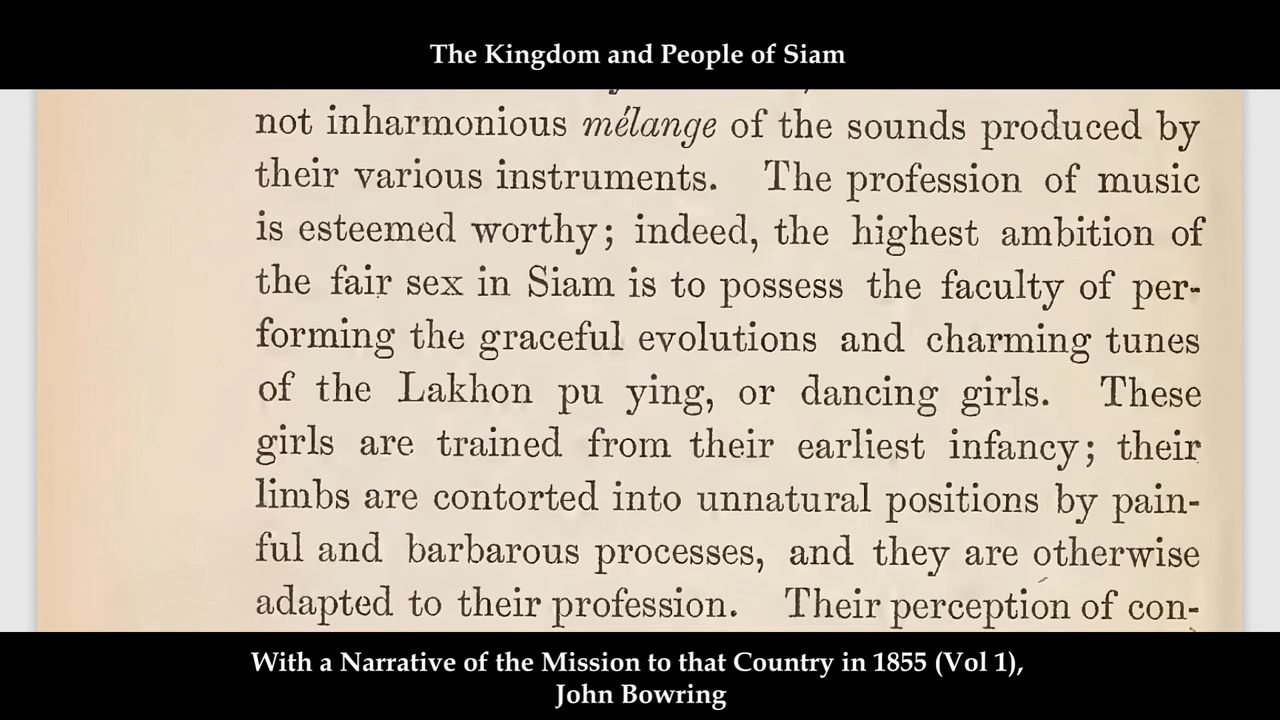 The Kingdom and People of Siam
not inharmonious mélange of the sounds produced by
their various instruments. The profession of music
is esteemed worthy; indeed, the highest ambition of
the fair sex in Siam is to possess the faculty of per-
forming the graceful evolutions and charming tunes
of the Lakhon pu ying, or dancing girls. These
girls are trained from their earliest infancy; their
limbs are contorted into unnatural positions by pain-
ful and barbarous processes, and they are otherwise
adapted to their profession. Their perception of con-
With a Narrative of the Mission to that Country in 1855 (Vol 1),
John Bowring